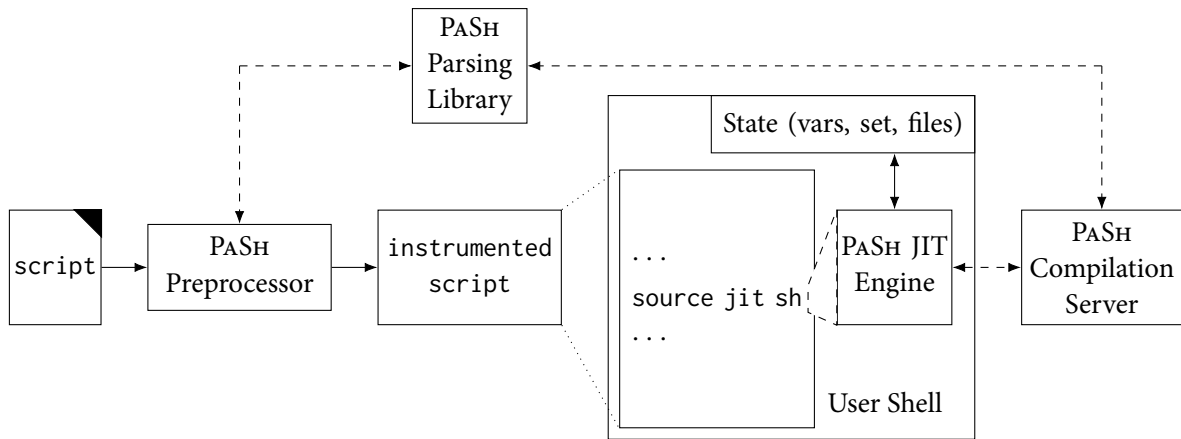 PASH
Parsing
Library
State (vars, set, files)
script
PASH
Preprocessor
instrumented
script
...
source jit sh
...
PASH JIT
Engine
PASH
Compilation
Server
User Shell